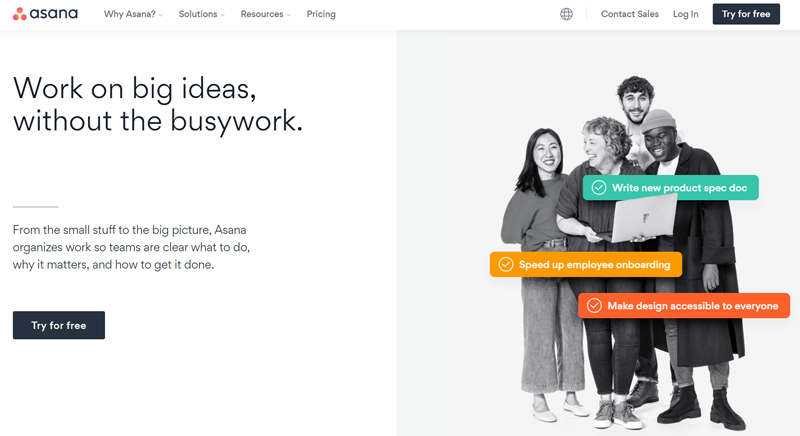 asana
Why Asana?
Solutions
Resources
Pricing
Contact Sales
Log In
Try for free
Work on big ideas,
without the busywork.
From the small stuff to the big picture, Asana
organizes work so teams are clear what to do,
why it matters, and how to get it done.
Try for free
Write new product spec doc
Speed up employee onboarding
Make design accessible to everyone